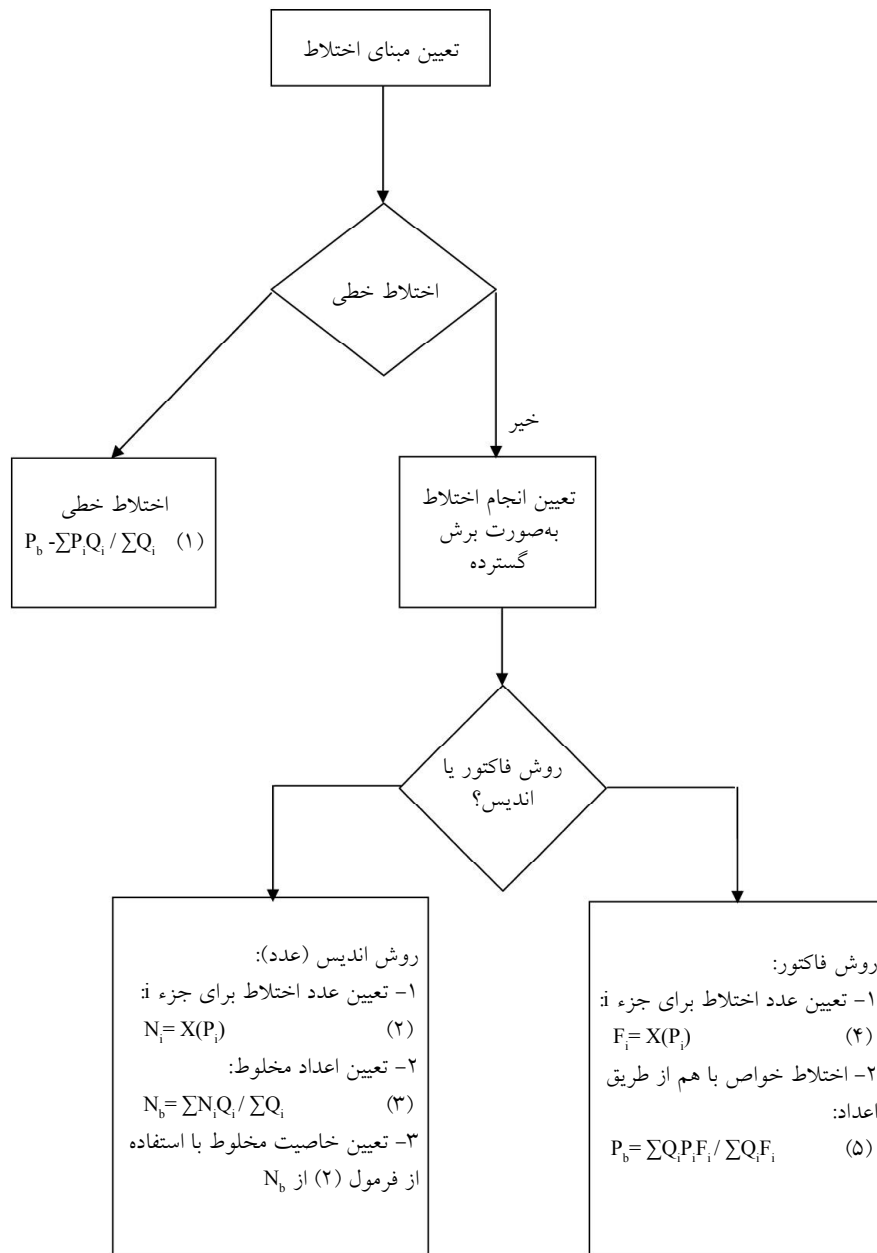 تعیین مبنای اختلاط
اختلاط خطی
خیر
اختلاط خطی
P_b -∑P_iQ_i / ∑Q_i (۱)
تعیین انجام اختلاط
به‌صورت برش
گسترده
روش فاکتور یا
اندیس؟
روش فاکتور:
۱- تعیین عدد اختلاط برای جزء i:
F_i= X(P_i) (۴)
۲- اختلاط خواص با هم از طریق
اعداد:
P_b= ∑Q_iP_iF_i / ∑Q_iF_i (۵)
روش اندیس (عدد):
۱- تعیین عدد اختلاط برای جزء i:
N_i= X(P_i) (۲)
۲- تعیین اعداد مخلوط:
N_b= ∑N_iQ_i / ∑Q_i (۳)
۳- تعیین خاصیت مخلوط با استفاده
از فرمول (۲) از N_b